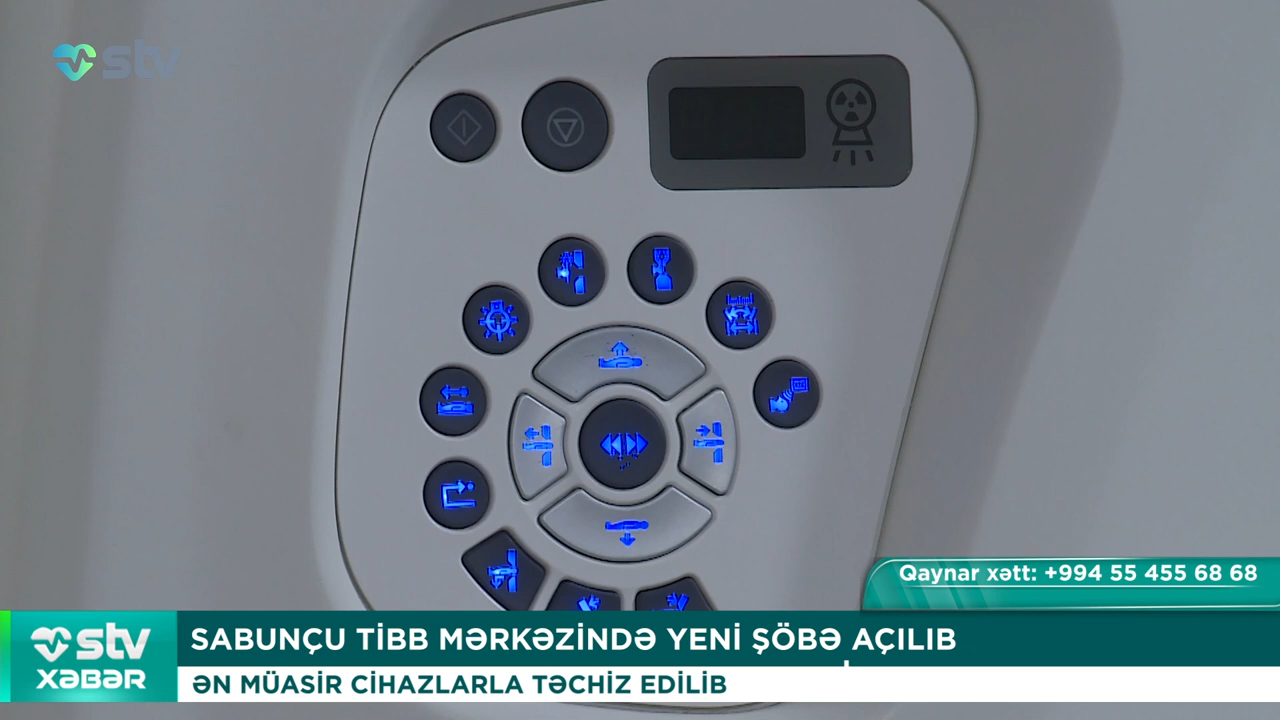 stv
Qaynar xətt: +994 55 455 68 68
stv
XƏBƏR
SABUNÇU TİBB MƏRKƏZİNDƏ YENİ ŞÖBƏ AÇILIB
ƏN MÜASİR CİHAZLARLA TƏCHİZ EDİLİB